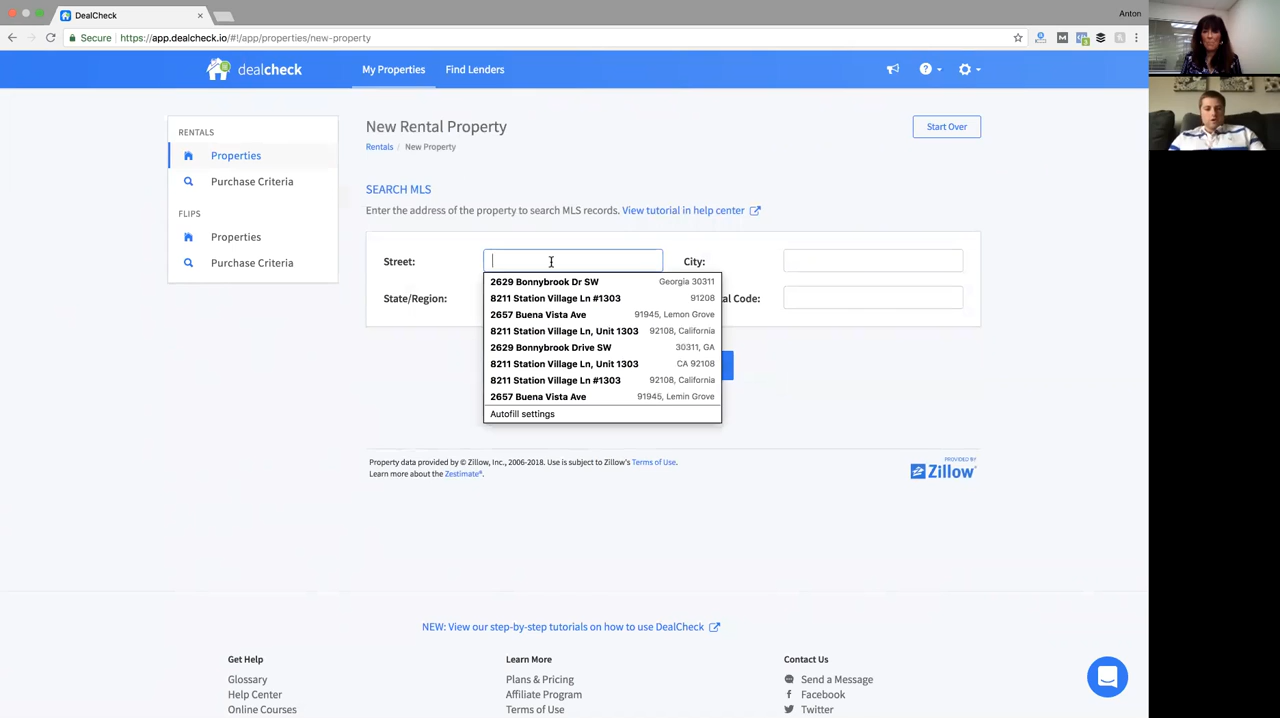 DealCheck
Anton
Secure https://app.dealcheck.io/#!/app/properties/new-property
dealcheck My Properties Find Lenders
RENTALS
Properties
Purchase Criteria
FLIPS
Properties
Purchase Criteria
New Rental Property
Start Over
Rentals / New Property
SEARCH MLS
Enter the address of the property to search MLS records. View tutorial in help center
Street: City:
State/Region: al Code:
2629 Bonnybrook Dr SW Georgia 30311
8211 Station Village Ln #1303 91208
2657 Buena Vista Ave 91945, Lemon Grove
8211 Station Village Ln, Unit 1303 92108, California
2629 Bonnybrook Drive SW 30311, GA
8211 Station Village Ln, Unit 1303 CA 92108
8211 Station Village Ln #1303 92108, California
2657 Buena Vista Ave 91945, Lemin Grove
Autofill settings
Property data provided by © Zillow, Inc., 2006-2018. Use is subject to Zillow's Terms of Use.
Learn more about the Zestimate®.
PROVIDED BY
Zillow
NEW: View our step-by-step tutorials on how to use DealCheck
Get Help Learn More Contact Us
Glossary Plans & Pricing Send a Message
Help Center Affiliate Program Facebook
Online Courses Terms of Use Twitter